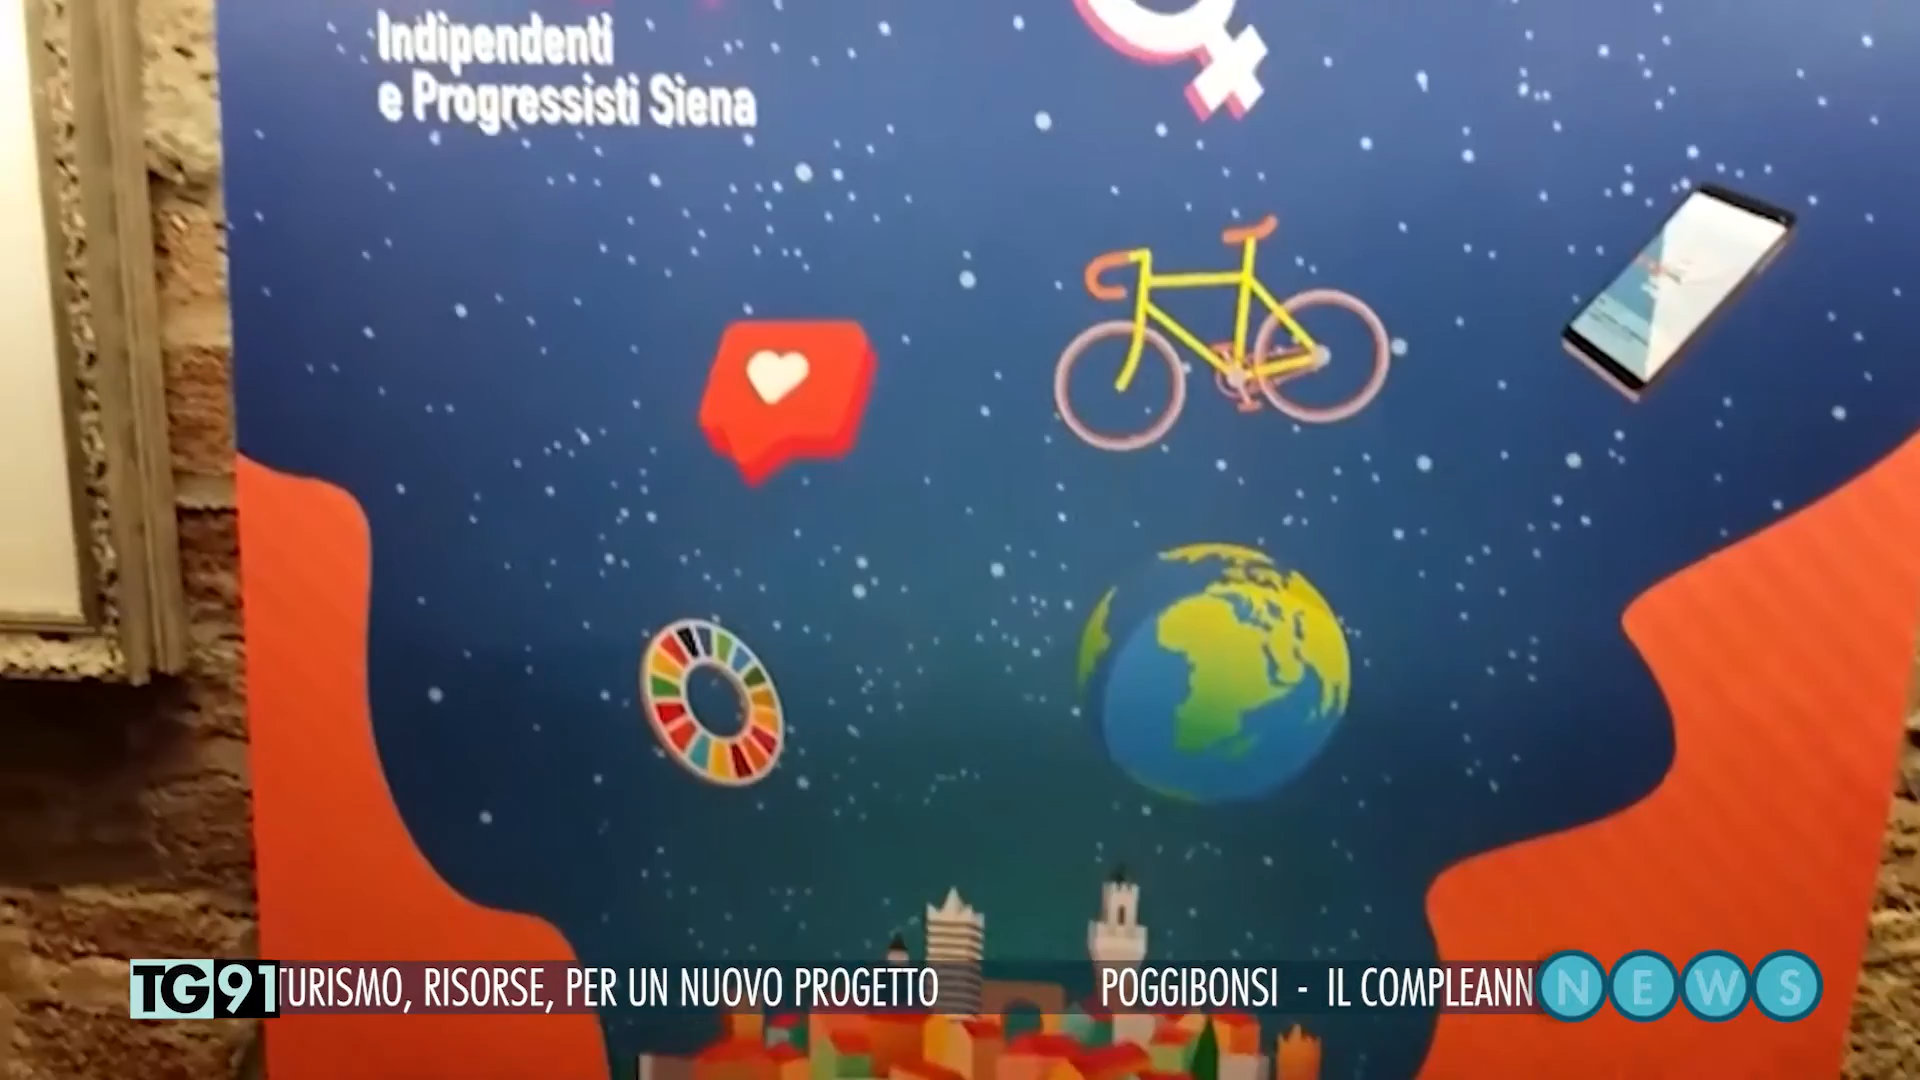 Indipendenti
e Progressisti Siena
TG91 TURISMO, RISORSE, PER UN NUOVO PROGETTO POGGIBONSI - IL COMPLEANN NEWS